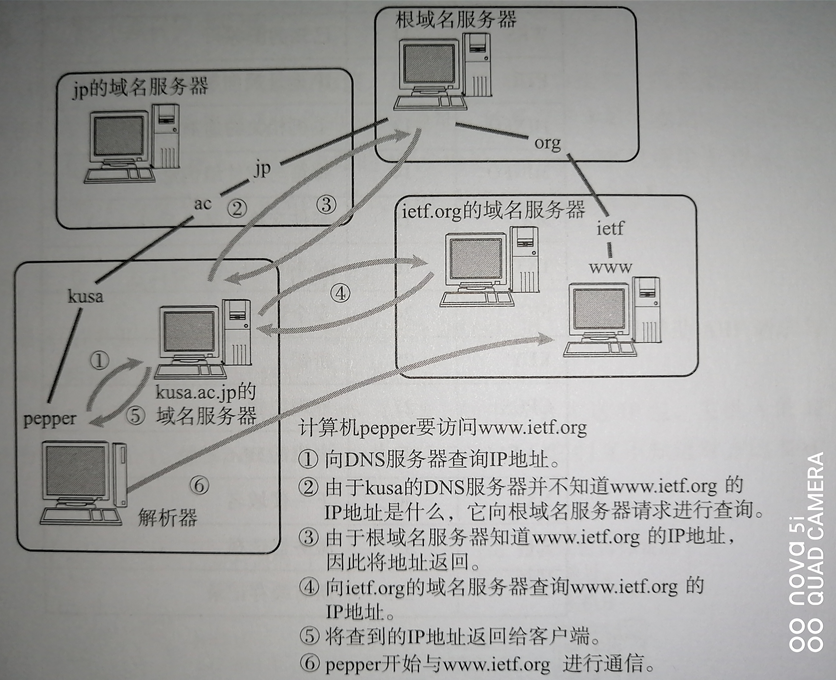 根域名服务器
jp的域名服务器
org
jp
ac
②
③
ietf.org的域名服务器
ietf
www
kusa
④
①
kusa.ac.jp的
域名服务器
pepper
⑤
⑥
解析器
计算机pepper要访问www.ietf.org
① 向DNS服务器查询IP地址。
② 由于kusa的DNS服务器并不知道www.ietf.org 的
IP地址是什么，它向根域名服务器请求进行查询。
③ 由于根域名服务器知道www.ietf.org 的IP地址，
因此将地址返回。
④ 向ietf.org的域名服务器查询www.ietf.org 的
IP地址。
⑤ 将查到的IP地址返回给客户端。
⑥ pepper开始与www.ietf.org 进行通信。
nova 5i
QUAD CAMERA